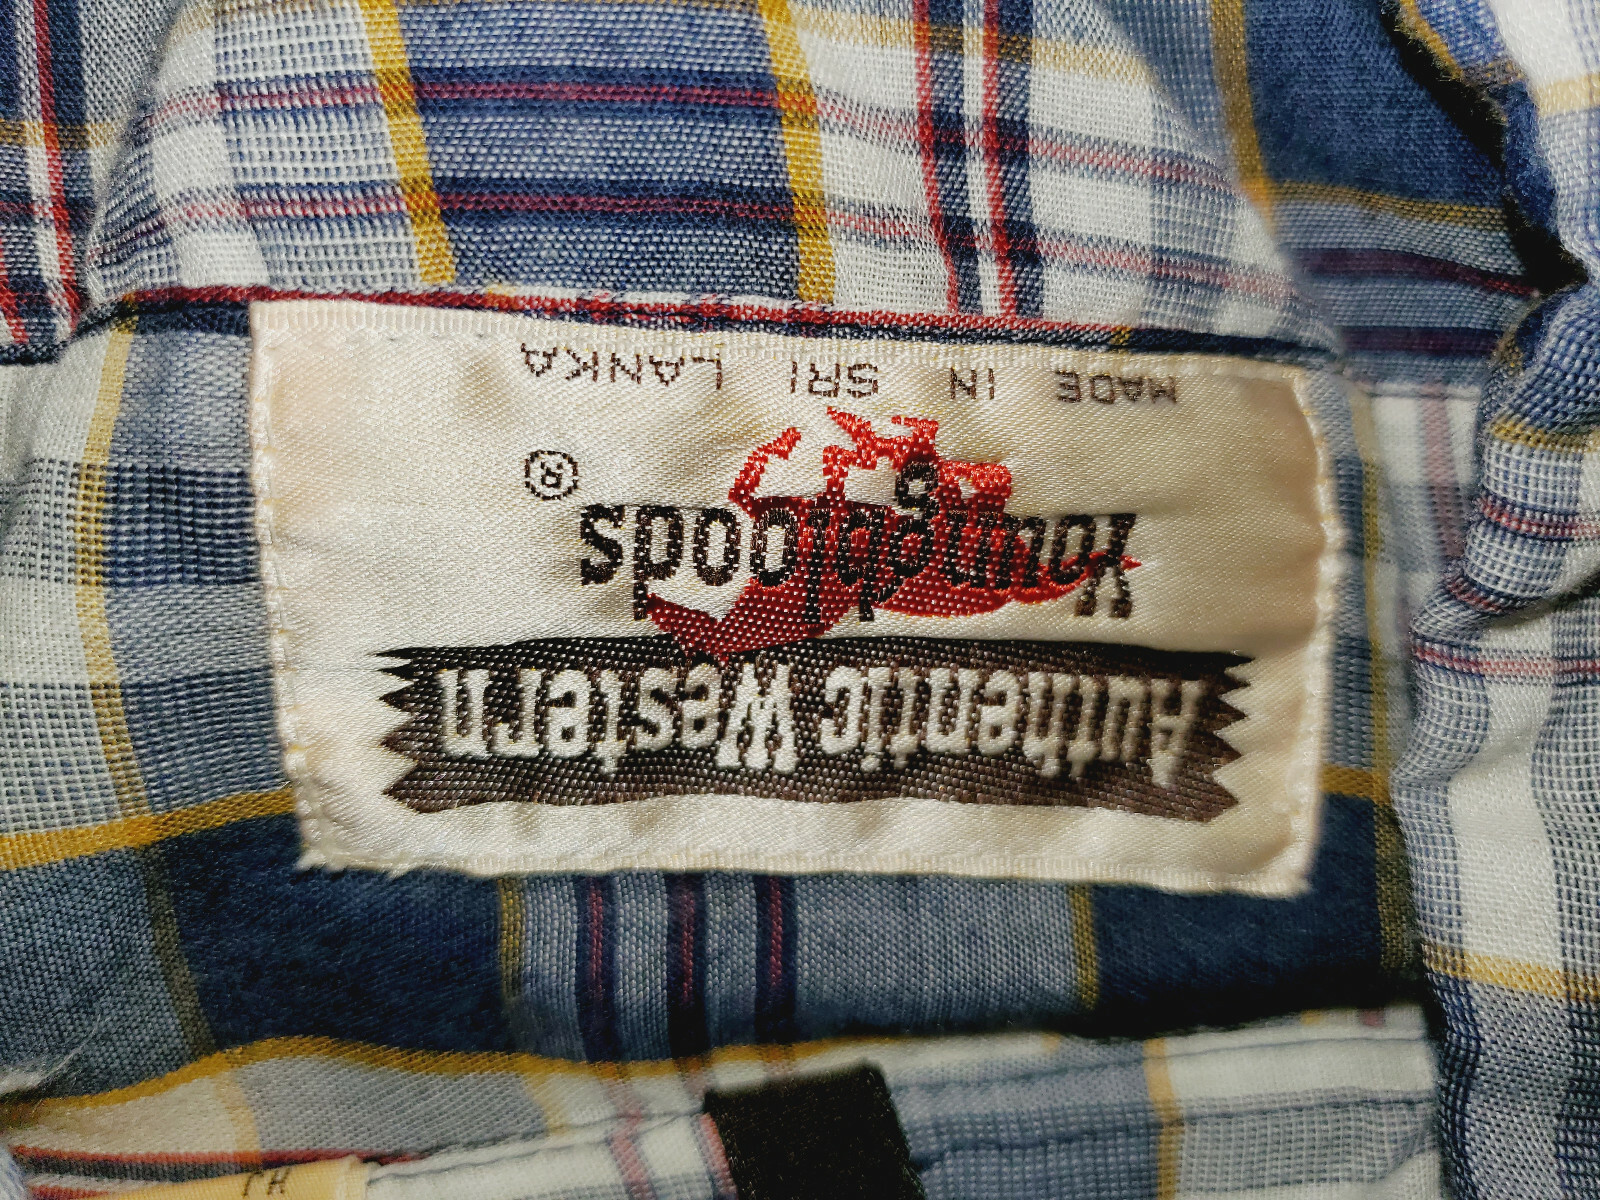 Authentic Western
Youngbloods ®
MADE IN SRI LANKA